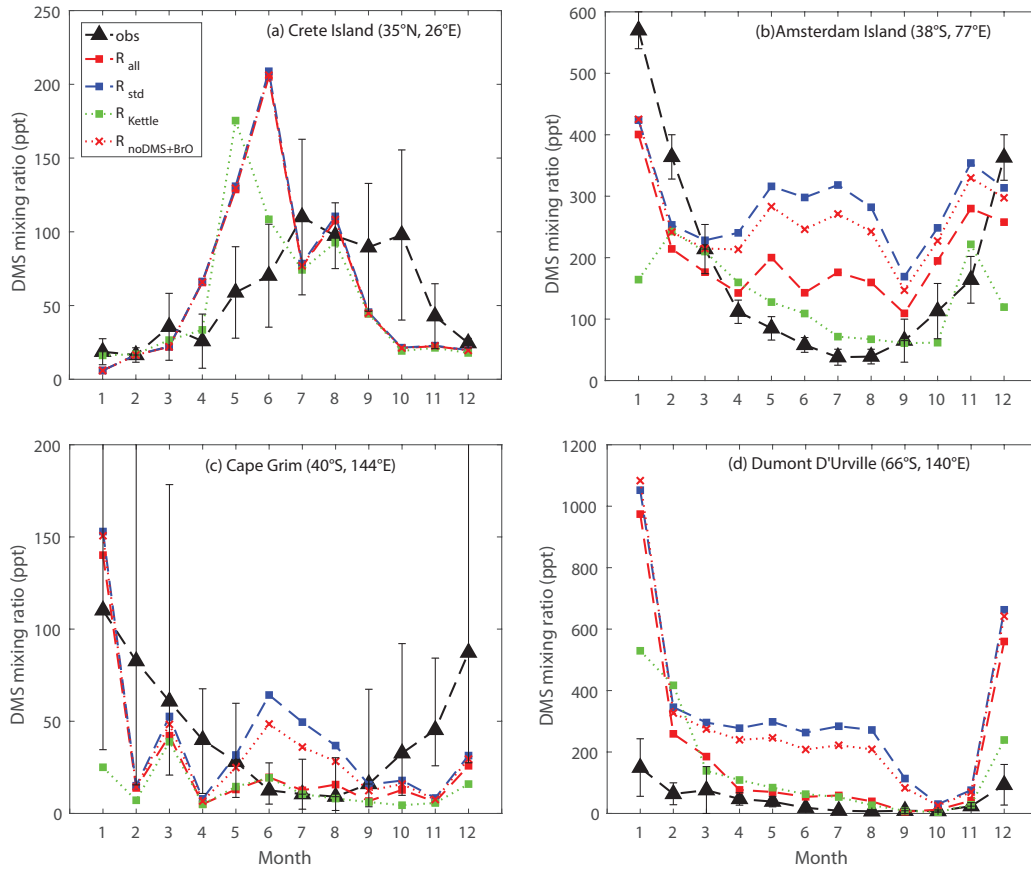 (a) Crete Island (35°N, 26°E)
obs
R all
R std
R Kettle
R noDMS+BrO
DMS mixing ratio (ppt)
250
200
150
100
50
0
1 2 3 4 5 6 7 8 9 10 11 12
(b)Amsterdam Island (38°S, 77°E)
DMS mixing ratio (ppt)
600
500
400
300
200
100
0
1 2 3 4 5 6 7 8 9 10 11 12
(c) Cape Grim (40°S, 144°E)
DMS mixing ratio (ppt)
200
150
100
50
0
1 2 3 4 5 6 7 8 9 10 11 12
Month
(d) Dumont D'Urville (66°S, 140°E)
DMS mixing ratio (ppt)
1200
1000
800
600
400
200
0
1 2 3 4 5 6 7 8 9 10 11 12
Month